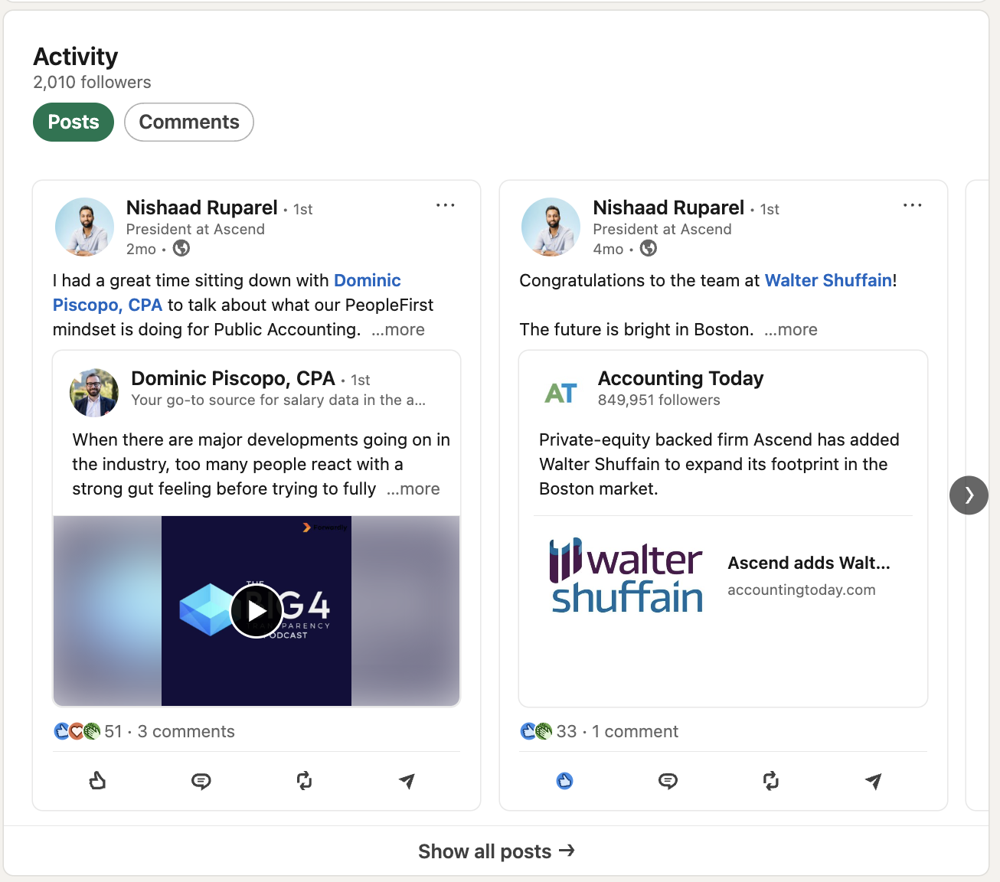 Activity
2,010 followers
Posts
Comments
Nishaad Ruparel · 1st
President at Ascend
2mo ·
I had a great time sitting down with Dominic
Piscopo, CPA to talk about what our PeopleFirst
mindset is doing for Public Accounting. ...more
Dominic Piscopo, CPA · 1st
Your go-to source for salary data in the a...
When there are major developments going on in
the industry, too many people react with a
strong gut feeling before trying to fully ...more
Forwardly
THE
BIG 4
TRANSPARENCY
PODCAST
51 · 3 comments
Nishaad Ruparel · 1st
President at Ascend
4mo ·
Congratulations to the team at Walter Shuffain!
The future is bright in Boston. ...more
AT
Accounting Today
849,951 followers
Private-equity backed firm Ascend has added
Walter Shuffain to expand its footprint in the
Boston market.
walter
shuffain
Ascend adds Walt...
accountingtoday.com
33 · 1 comment
Show all posts →